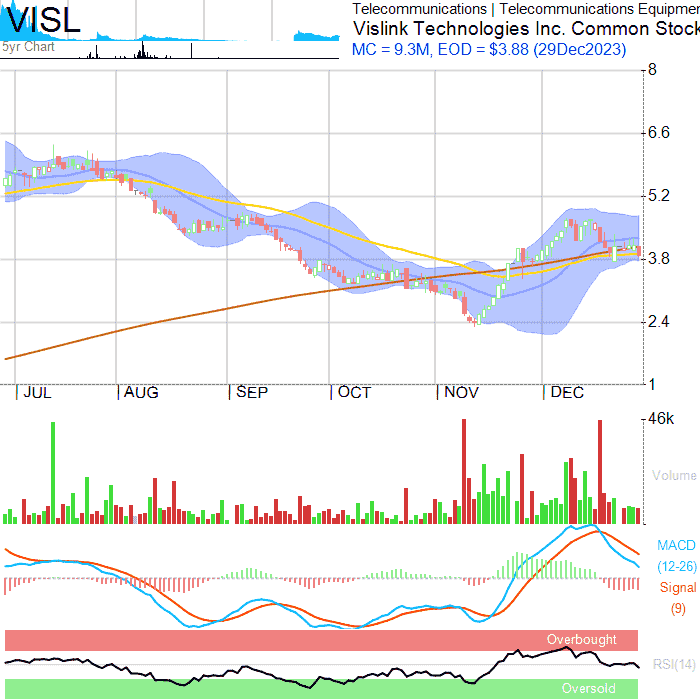 VISL
5yr Chart
Telecommunications | Telecommunications Equipmen
Vislink Technologies Inc. Common Stock
MC = 9.3M, EOD = $3.88 (29Dec2023)
8
6.6
5.2
3.8
2.4
1
JUL AUG SEP OCT NOV DEC
46k
Volume
MACD
(12-26)
Signal
(9)
Overbought
RSI(14)
Oversold